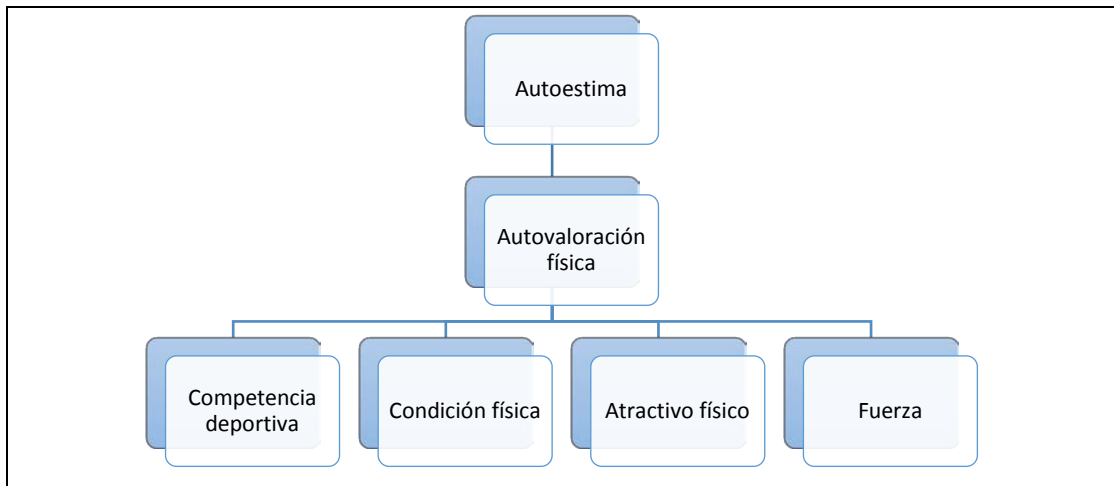 Autoestima
Autovaloración
física
Competencia
deportiva
Condición física
Atractivo físico
Fuerza